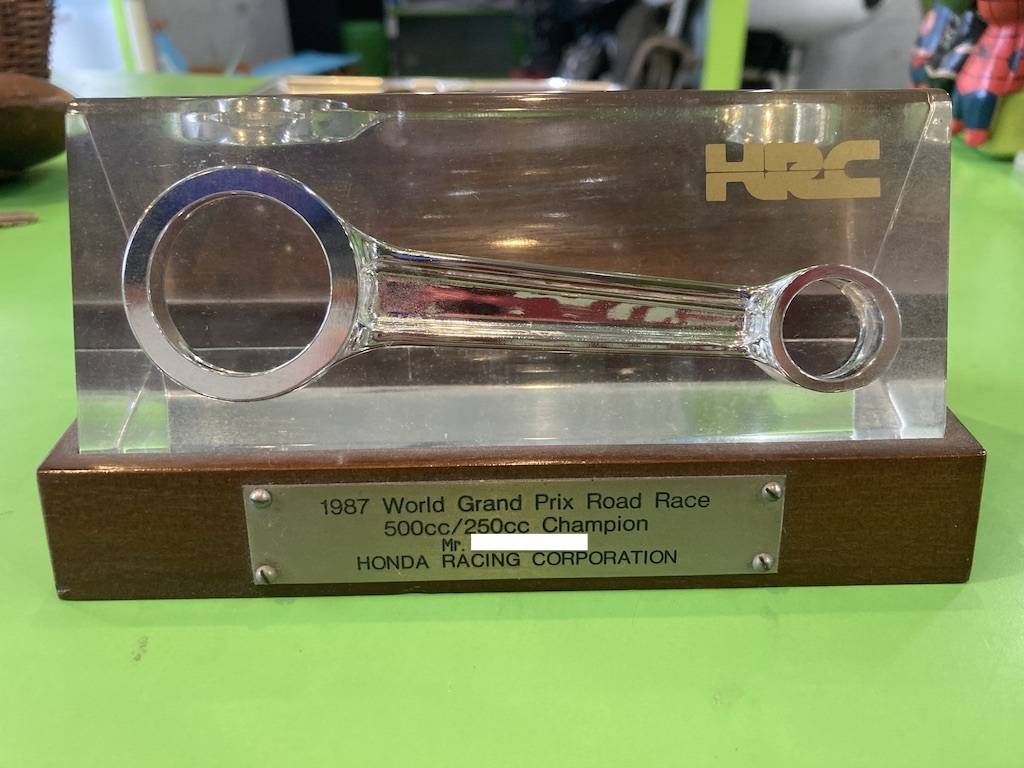 HRC
1987 World Grand Prix Road Race
500cc/250cc Champion
Mr.
HONDA RACING CORPORATION